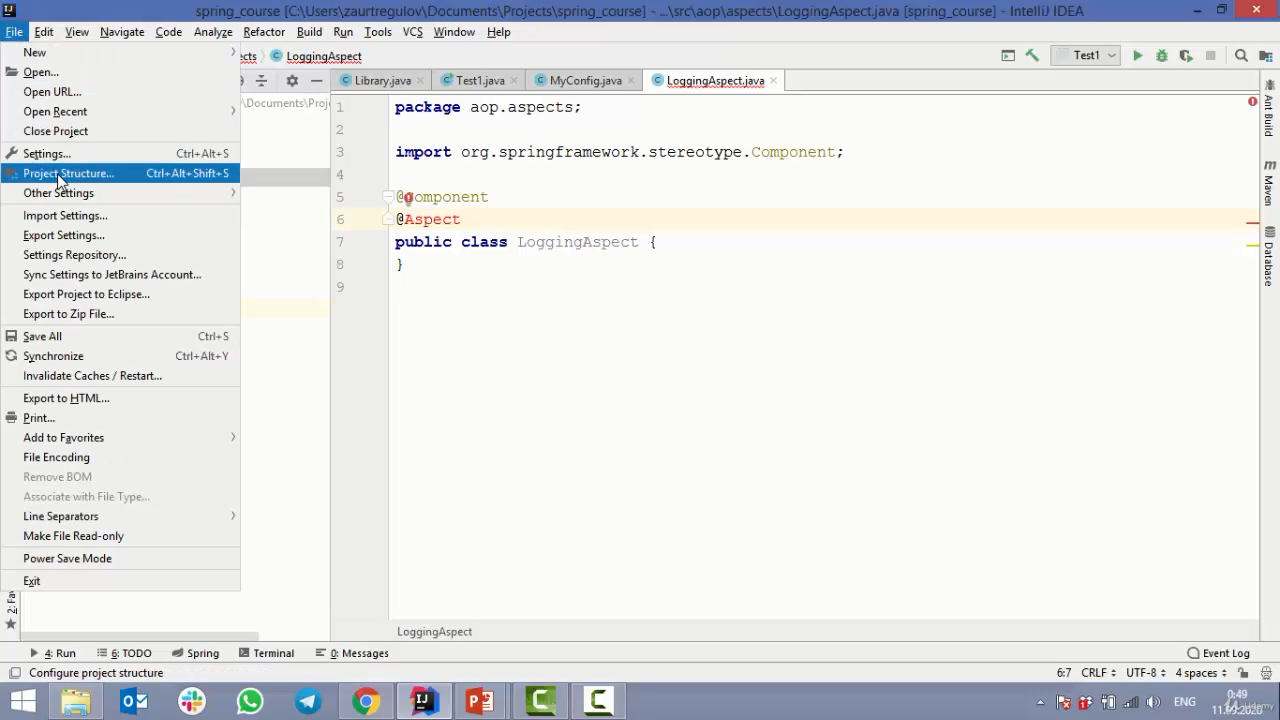 spring_course [C:\Users\zaurtregulov\Documents\Projects\spring_course] - ...\src\aop\aspects\LoggingAspect.java [spring_course] - IntelliJ IDEA
File Edit View Navigate Code Analyze Refactor Build Run Tools VCS Window Help
LoggingAspect
Test1
New
Open...
Open URL...
Open Recent
Close Project
Settings... Ctrl+Alt+S
Project Structure... Ctrl+Alt+Shift+S
Other Settings
Import Settings...
Export Settings...
Settings Repository...
Sync Settings to JetBrains Account...
Export Project to Eclipse...
Export to Zip File...
Save All Ctrl+S
Synchronize Ctrl+Alt+Y
Invalidate Caches / Restart...
Export to HTML...
Print...
Add to Favorites
File Encoding
Remove BOM
Associate with File Type...
Line Separators
Make File Read-only
Power Save Mode
Exit
Library.java Test1.java MyConfig.java LoggingAspect.java
1 package aop.aspects;
2
3 import org.springframework.stereotype.Component;
4
5 @Component
6 @Aspect
7 public class LoggingAspect {
8 }
9
LoggingAspect
Ant Build
Maven
Database
4: Run 6: TODO Spring Terminal 0: Messages Event Log
Configure project structure 6:7 CRLF UTF-8 4 spaces
ENG 0:49
11.09.2020
Udemy